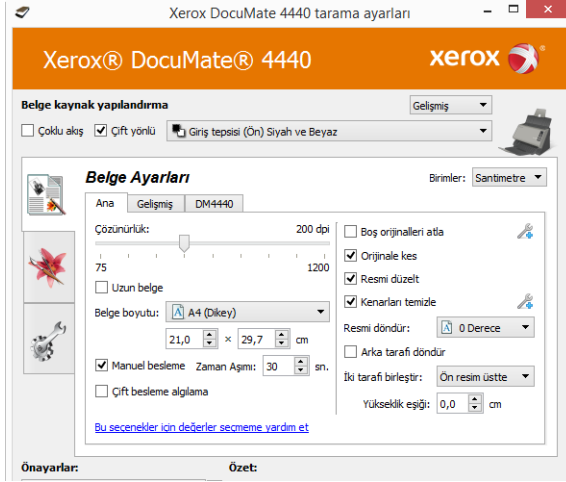 Xerox DocuMate 4440 tarama ayarları
Xerox® DocuMate® 4440
xerox
Belge kaynak yapılandırma
Gelişmiş
Çoklu akış Çift yönlü Giriş tepsisi (Ön) Siyah ve Beyaz
Belge Ayarları
Birimler: Santimetre
Ana Gelişmiş DM4440
Çözünürlük: 200 dpi
75 1200
Uzun belge
Belge boyutu: A4 (Dikey)
21,0 × 29,7 cm
Manuel besleme Zaman Aşımı: 30 sn.
Çift besleme algılama
Bu seçenekler için değerler seçmeme yardım et
Boş orijinalleri atla
Orijinale kes
Resmi düzelt
Kenarları temizle
Resmi döndür: 0 Derece
Arka tarafı döndür
İki tarafı birleştir: Ön resim üstte
Yükseklik eşiği: 0,0 cm
Önayarlar: Özet: